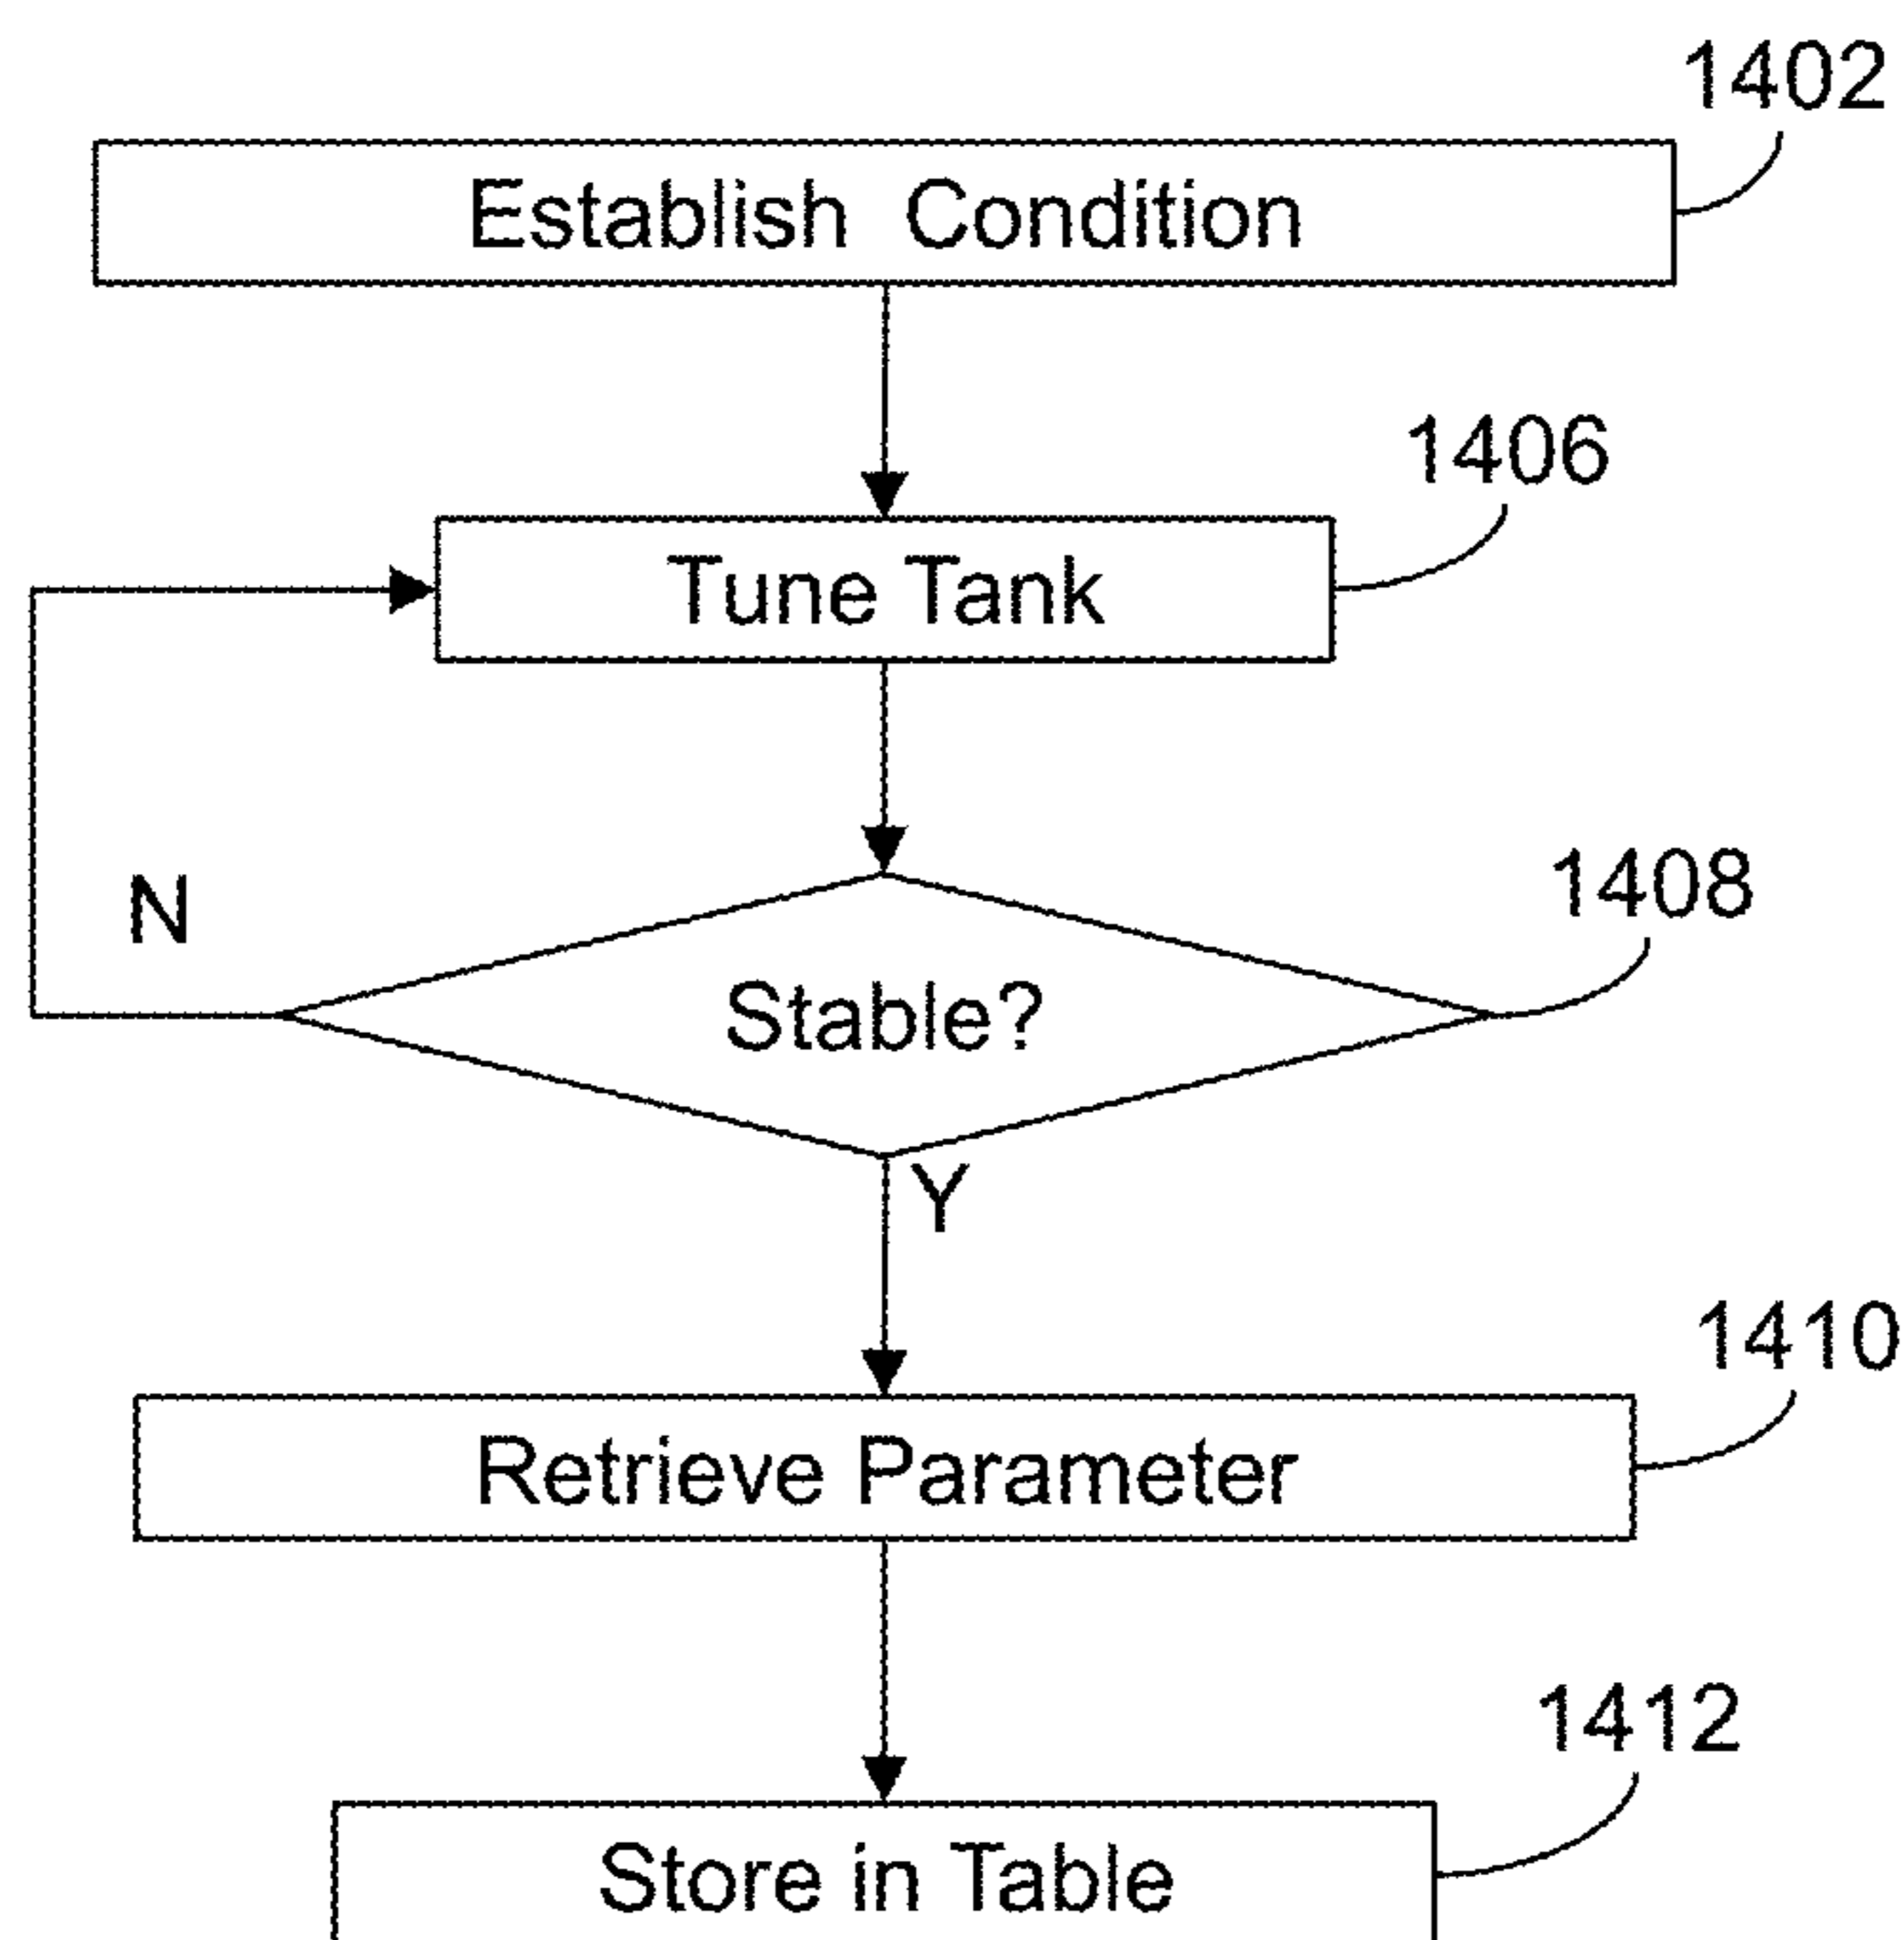 1402
Establish Condition
1406
Tune Tank
1408
N
Stable?
Y
1410
Retrieve Parameter
1412
Store in Table